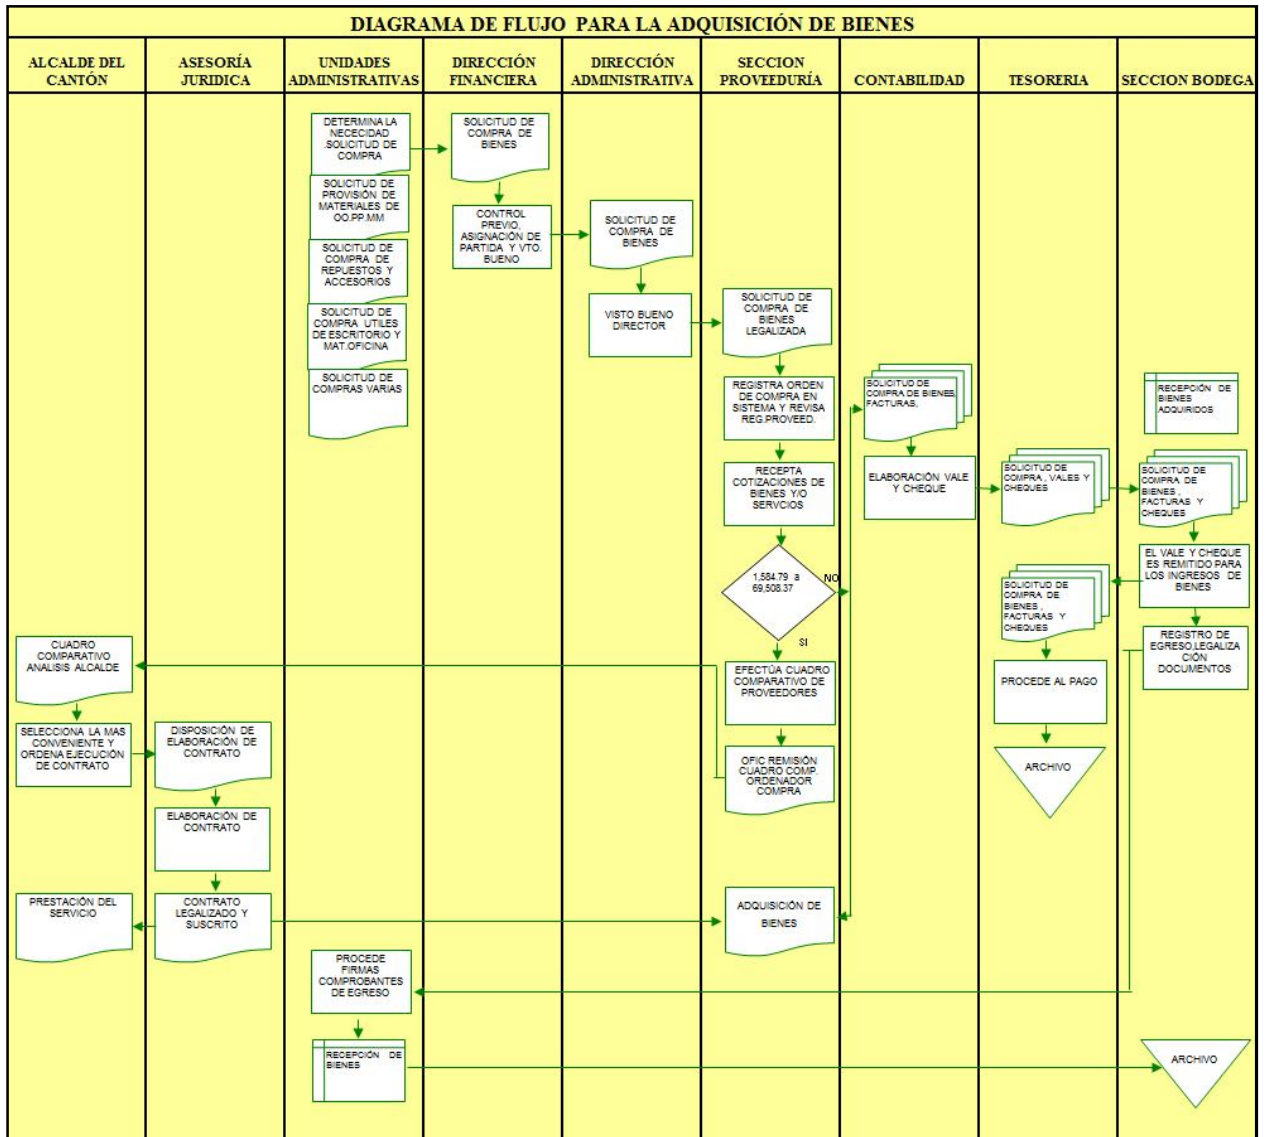 DIAGRAMA DE FLUJO PARA LA ADQUISICIÓN DE BIENES
ALCALDE DEL
CANTÓN
ASESORÍA
JURIDICA
UNIDADES
ADMINISTRATIVAS
DIRECCIÓN
FINANCIERA
DIRECCIÓN
ADMINISTRATIVA
SECCION
PROVEEDURÍA
CONTABILIDAD
TESORERIA
SECCION BODEGA
DETERMINA LA
NECECIDAD
.SOLICITUD DE
COMPRA
SOLICITUD DE
COMPRA DE
BIENES
SOLICITUD DE
PROVISIÓN DE
MATERIALES DE
OO.PP.MM
CONTROL
PREVIO,
ASIGNACIÓN DE
PARTIDA Y VTO.
BUENO
SOLICITUD DE
COMPRA DE
BIENES
SOLICITUD DE
COMPRA DE
REPUESTOS Y
ACCESORIOS
SOLICITUD DE
COMPRA UTILES
DE ESCRITORIO Y
MAT.OFICINA
VISTO BUENO
DIRECTOR
SOLICITUD DE
COMPRA DE
BIENES
LEGALIZADA
SOLICITUD DE
COMPRAS VARIAS
REGISTRA ORDEN
DE COMPRA EN
SISTEMA Y REVISA
REG.PROVEED.
SOLICITUD DE
COMPRA DE BIENES,
FACTURAS,
RECEPCIÓN DE
BIENES
ADQUIRIDOS
RECEPTA
COTIZACIONES DE
BIENES Y/O
SERVCIOS
ELABORACIÓN VALE
Y CHEQUE
SOLICITUD DE
COMPRA , VALES Y
CHEQUES
SOLICITUD DE
COMPRA DE
BIENES ,
FACTURAS Y
CHEQUES
1,584.79 a
69,508.37
NO
SI
SOLICITUD DE
COMPRA DE
BIENES ,
FACTURAS Y
CHEQUES
EL VALE Y CHEQUE
ES REMITIDO PARA
LOS INGRESOS DE
BIENES
CUADRO
COMPARATIVO
ANALISIS ALCALDE
EFECTÚA CUADRO
COMPARATIVO DE
PROVEEDORES
PROCEDE AL PAGO
REGISTRO DE
EGRESO,LEGALIZA
CIÓN
DOCUMENTOS
SELECCIONA LA MAS
CONVENIENTE Y
ORDENA EJECUCIÓN
DE CONTRATO
DISPOSICIÓN DE
ELABORACIÓN DE
CONTRATO
OFIC REMISIÓN
CUADRO COMP.
ORDENADOR
COMPRA
ARCHIVO
ELABORACIÓN DE
CONTRATO
PRESTACIÓN DEL
SERVICIO
CONTRATO
LEGALIZADO Y
SUSCRITO
ADQUISICIÓN DE
BIENES
PROCEDE
FIRMAS
COMPROBANTES
DE EGRESO
RECEPCIÓN DE
BIENES
ARCHIVO